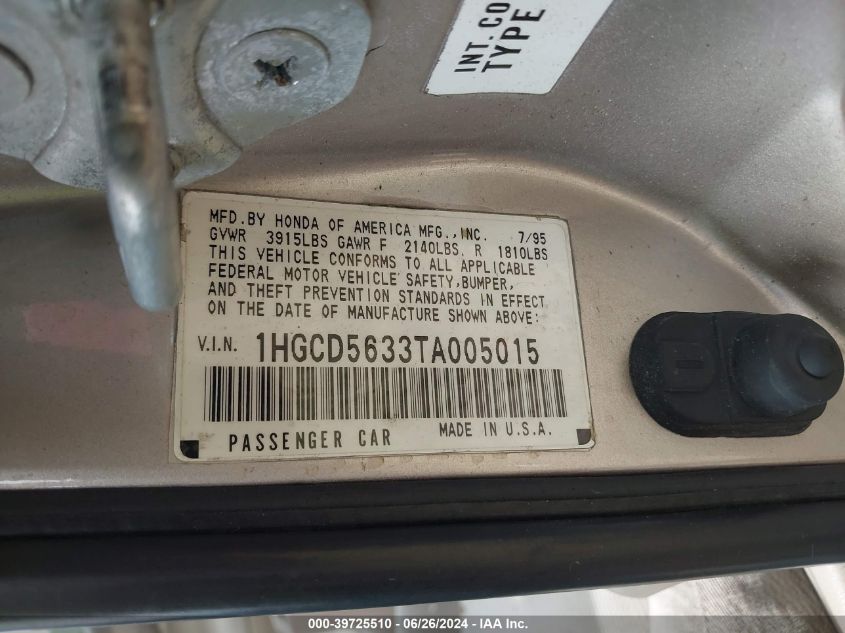 INT. CO
TYPE
MFD.BY HONDA OF AMERICA MFG.,INC. 7/95
GVWR 3915LBS GAWR F 2140LBS. R 1810LBS
THIS VEHICLE CONFORMS TO ALL APPLICABLE
FEDERAL MOTOR VEHICLE SAFETY,BUMPER,
AND THEFT PREVENTION STANDARDS IN EFFECT
ON THE DATE OF MANUFACTURE SHOWN ABOVE:
V.I.N. 1HGCD5633TA005015
PASSENGER CAR MADE IN U.S.A.
000-39725510 - 06/26/2024 - IAA Inc.